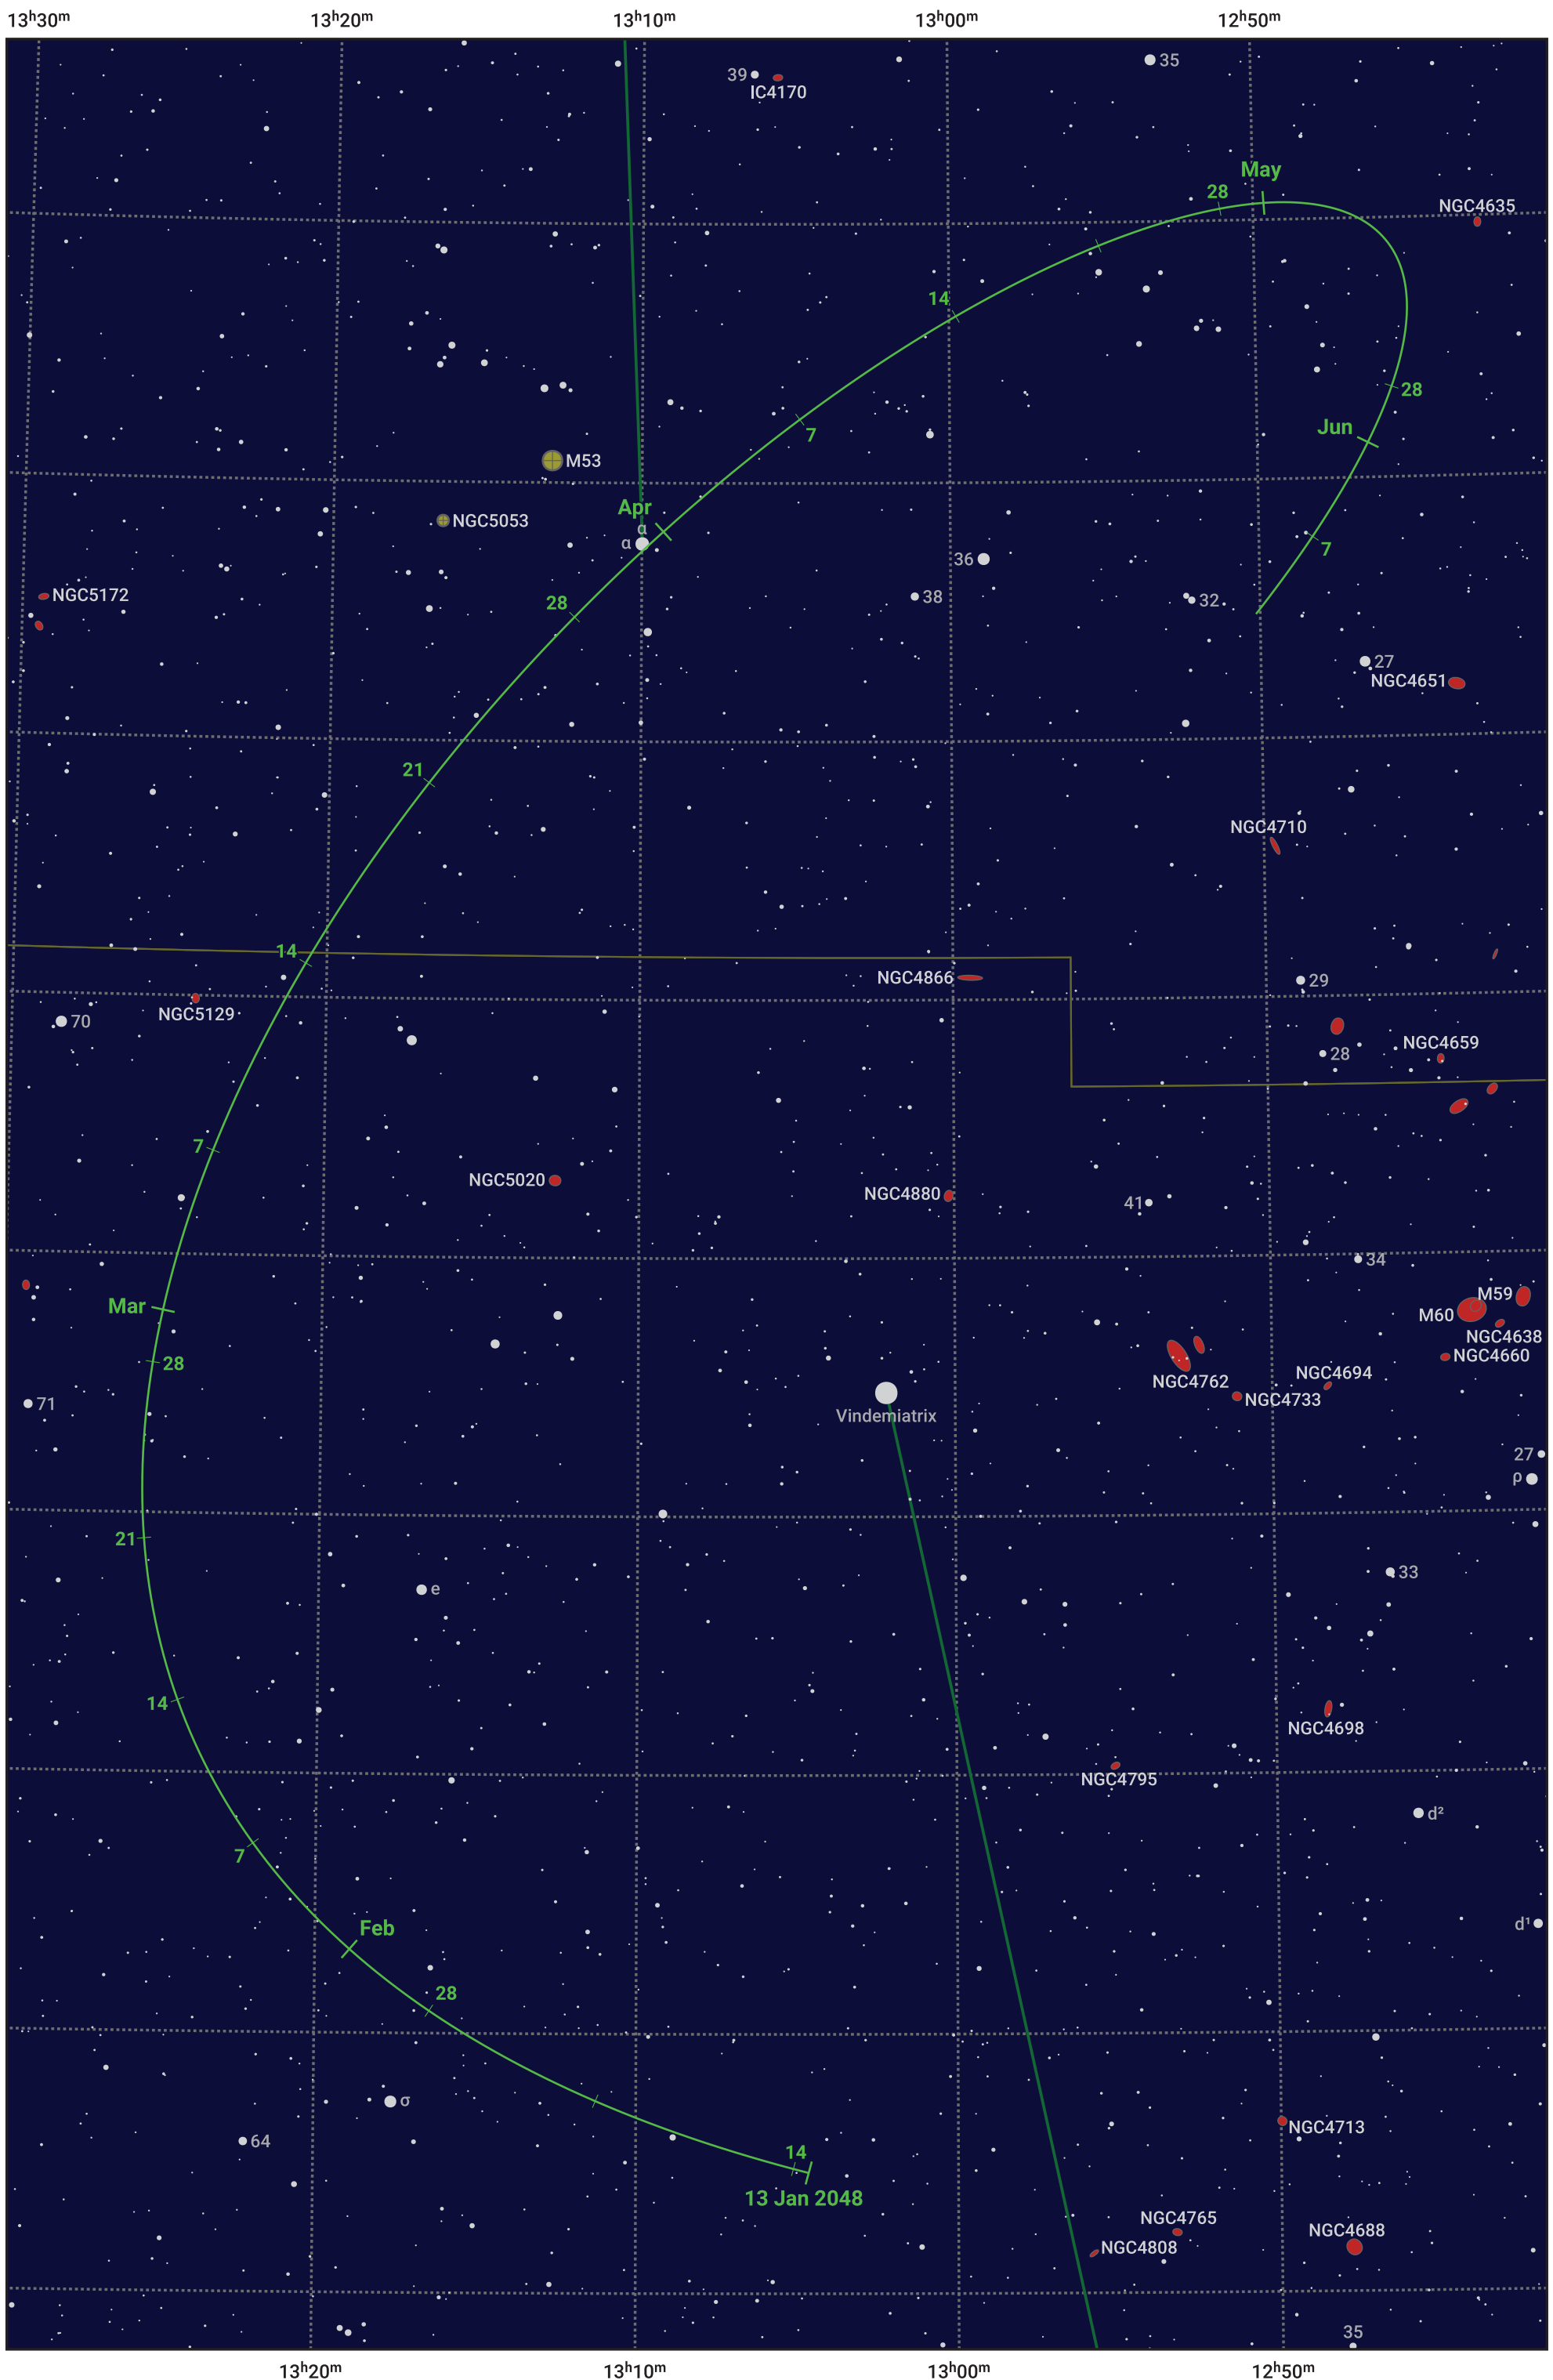 13h30m 13h20m 13h10m 13h00m 12h50m
39
35
IC4170
May
28
NGC4635
14
28
Jun
7
M53
Apr
NGC5053
α
α
7
36
NGC5172
28
38
32
27
NGC4651
21
NGC4710
14
NGC4866
29
NGC5129
70
NGC4659
28
7
NGC5020
NGC4880
41
34
M59
Mar
M60
NGC4638
28
NGC4660
NGC4694
NGC4762
71
NGC4733
Vindemiatrix
27
ρ
21
33
e
14
NGC4698
NGC4795
d²
7
Feb
d¹
28
σ
NGC4713
64
14
13 Jan 2048
NGC4765
NGC4688
NGC4808
35
13h20m 13h10m 13h00m 12h50m